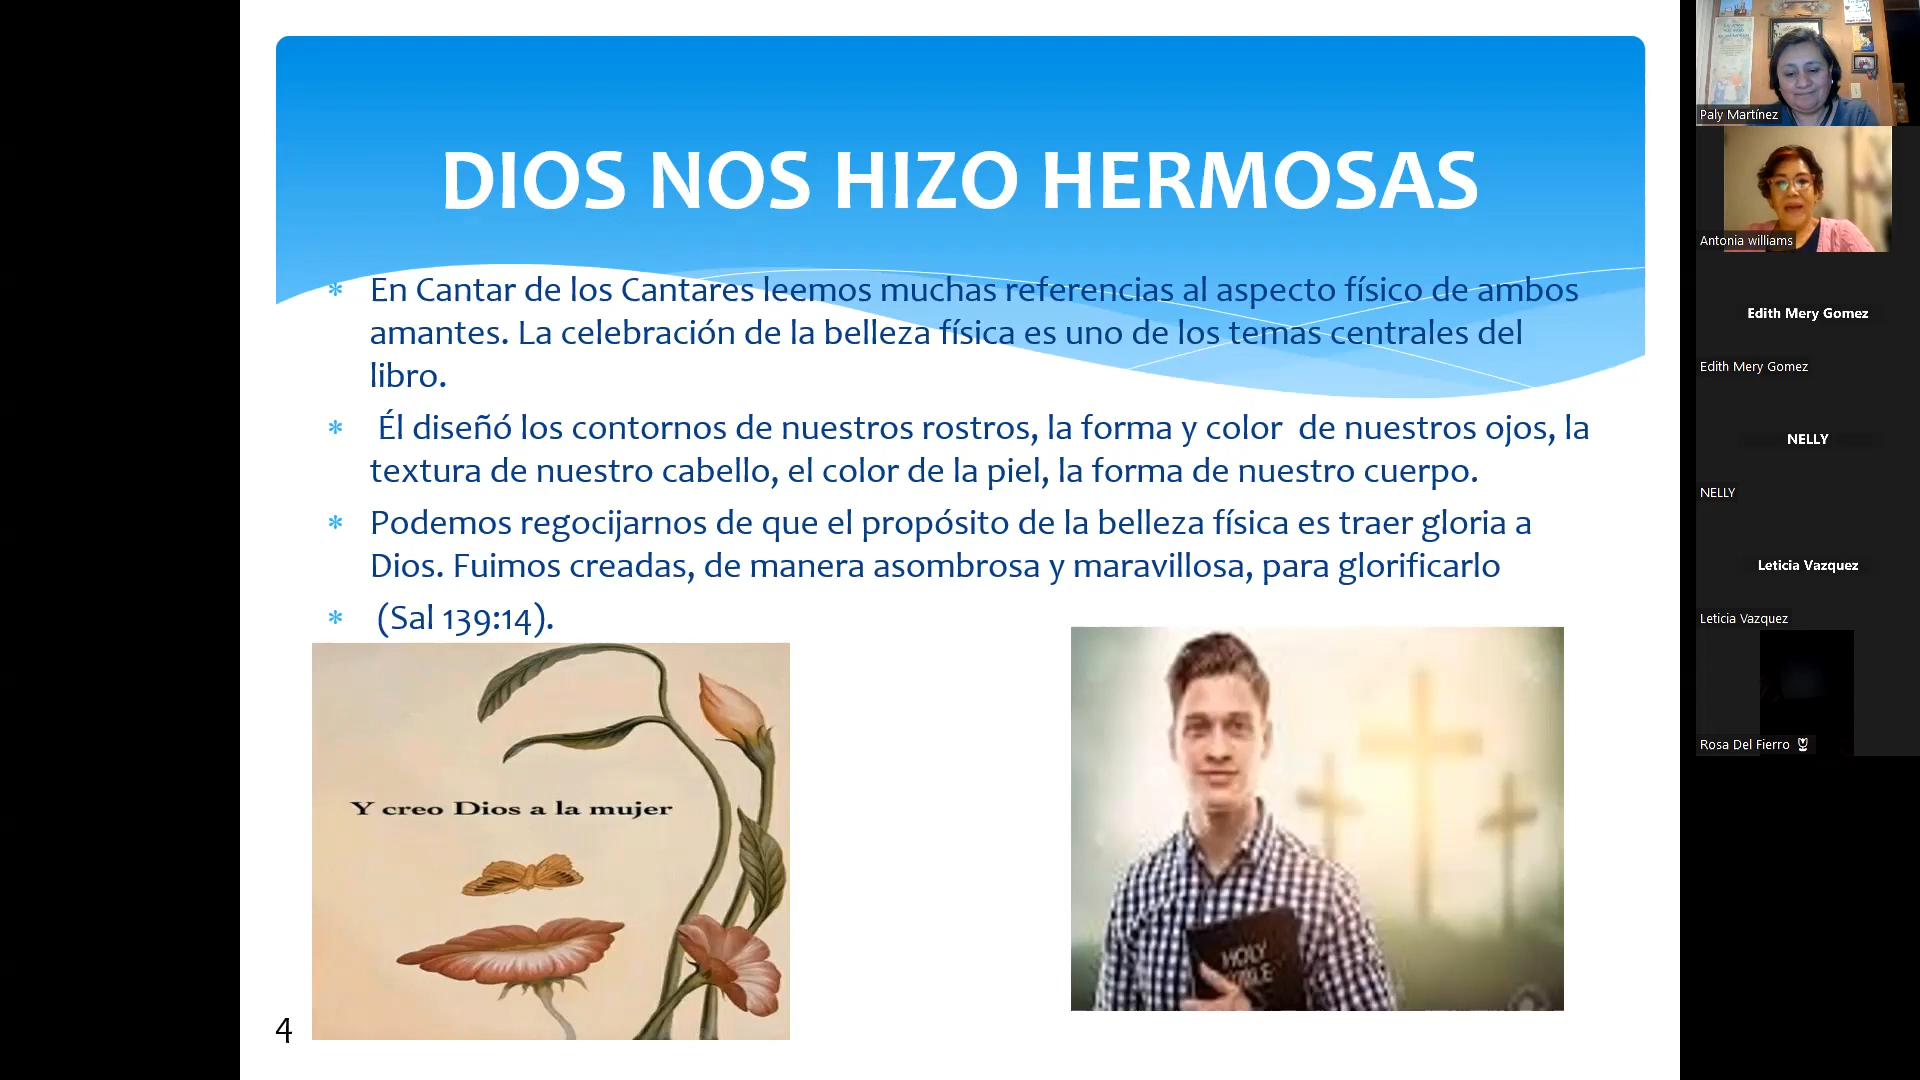 DIOS NOS HIZO HERMOSAS
* En Cantar de los Cantares leemos muchas referencias al aspecto físico de ambos
amantes. La celebración de la belleza física es uno de los temas centrales del
libro.
* Él diseñó los contornos de nuestros rostros, la forma y color de nuestros ojos, la
textura de nuestro cabello, el color de la piel, la forma de nuestro cuerpo.
* Podemos regocijarnos de que el propósito de la belleza física es traer gloria a
Dios. Fuimos creadas, de manera asombrosa y maravillosa, para glorificarlo
* (Sal 139:14).
Y creo Dios a la mujer
HOLY
BIBLE
4
Paly Martínez
Antonia williams
Edith Mery Gomez
Edith Mery Gomez
NELLY
NELLY
Leticia Vazquez
Leticia Vazquez
Rosa Del Fierro